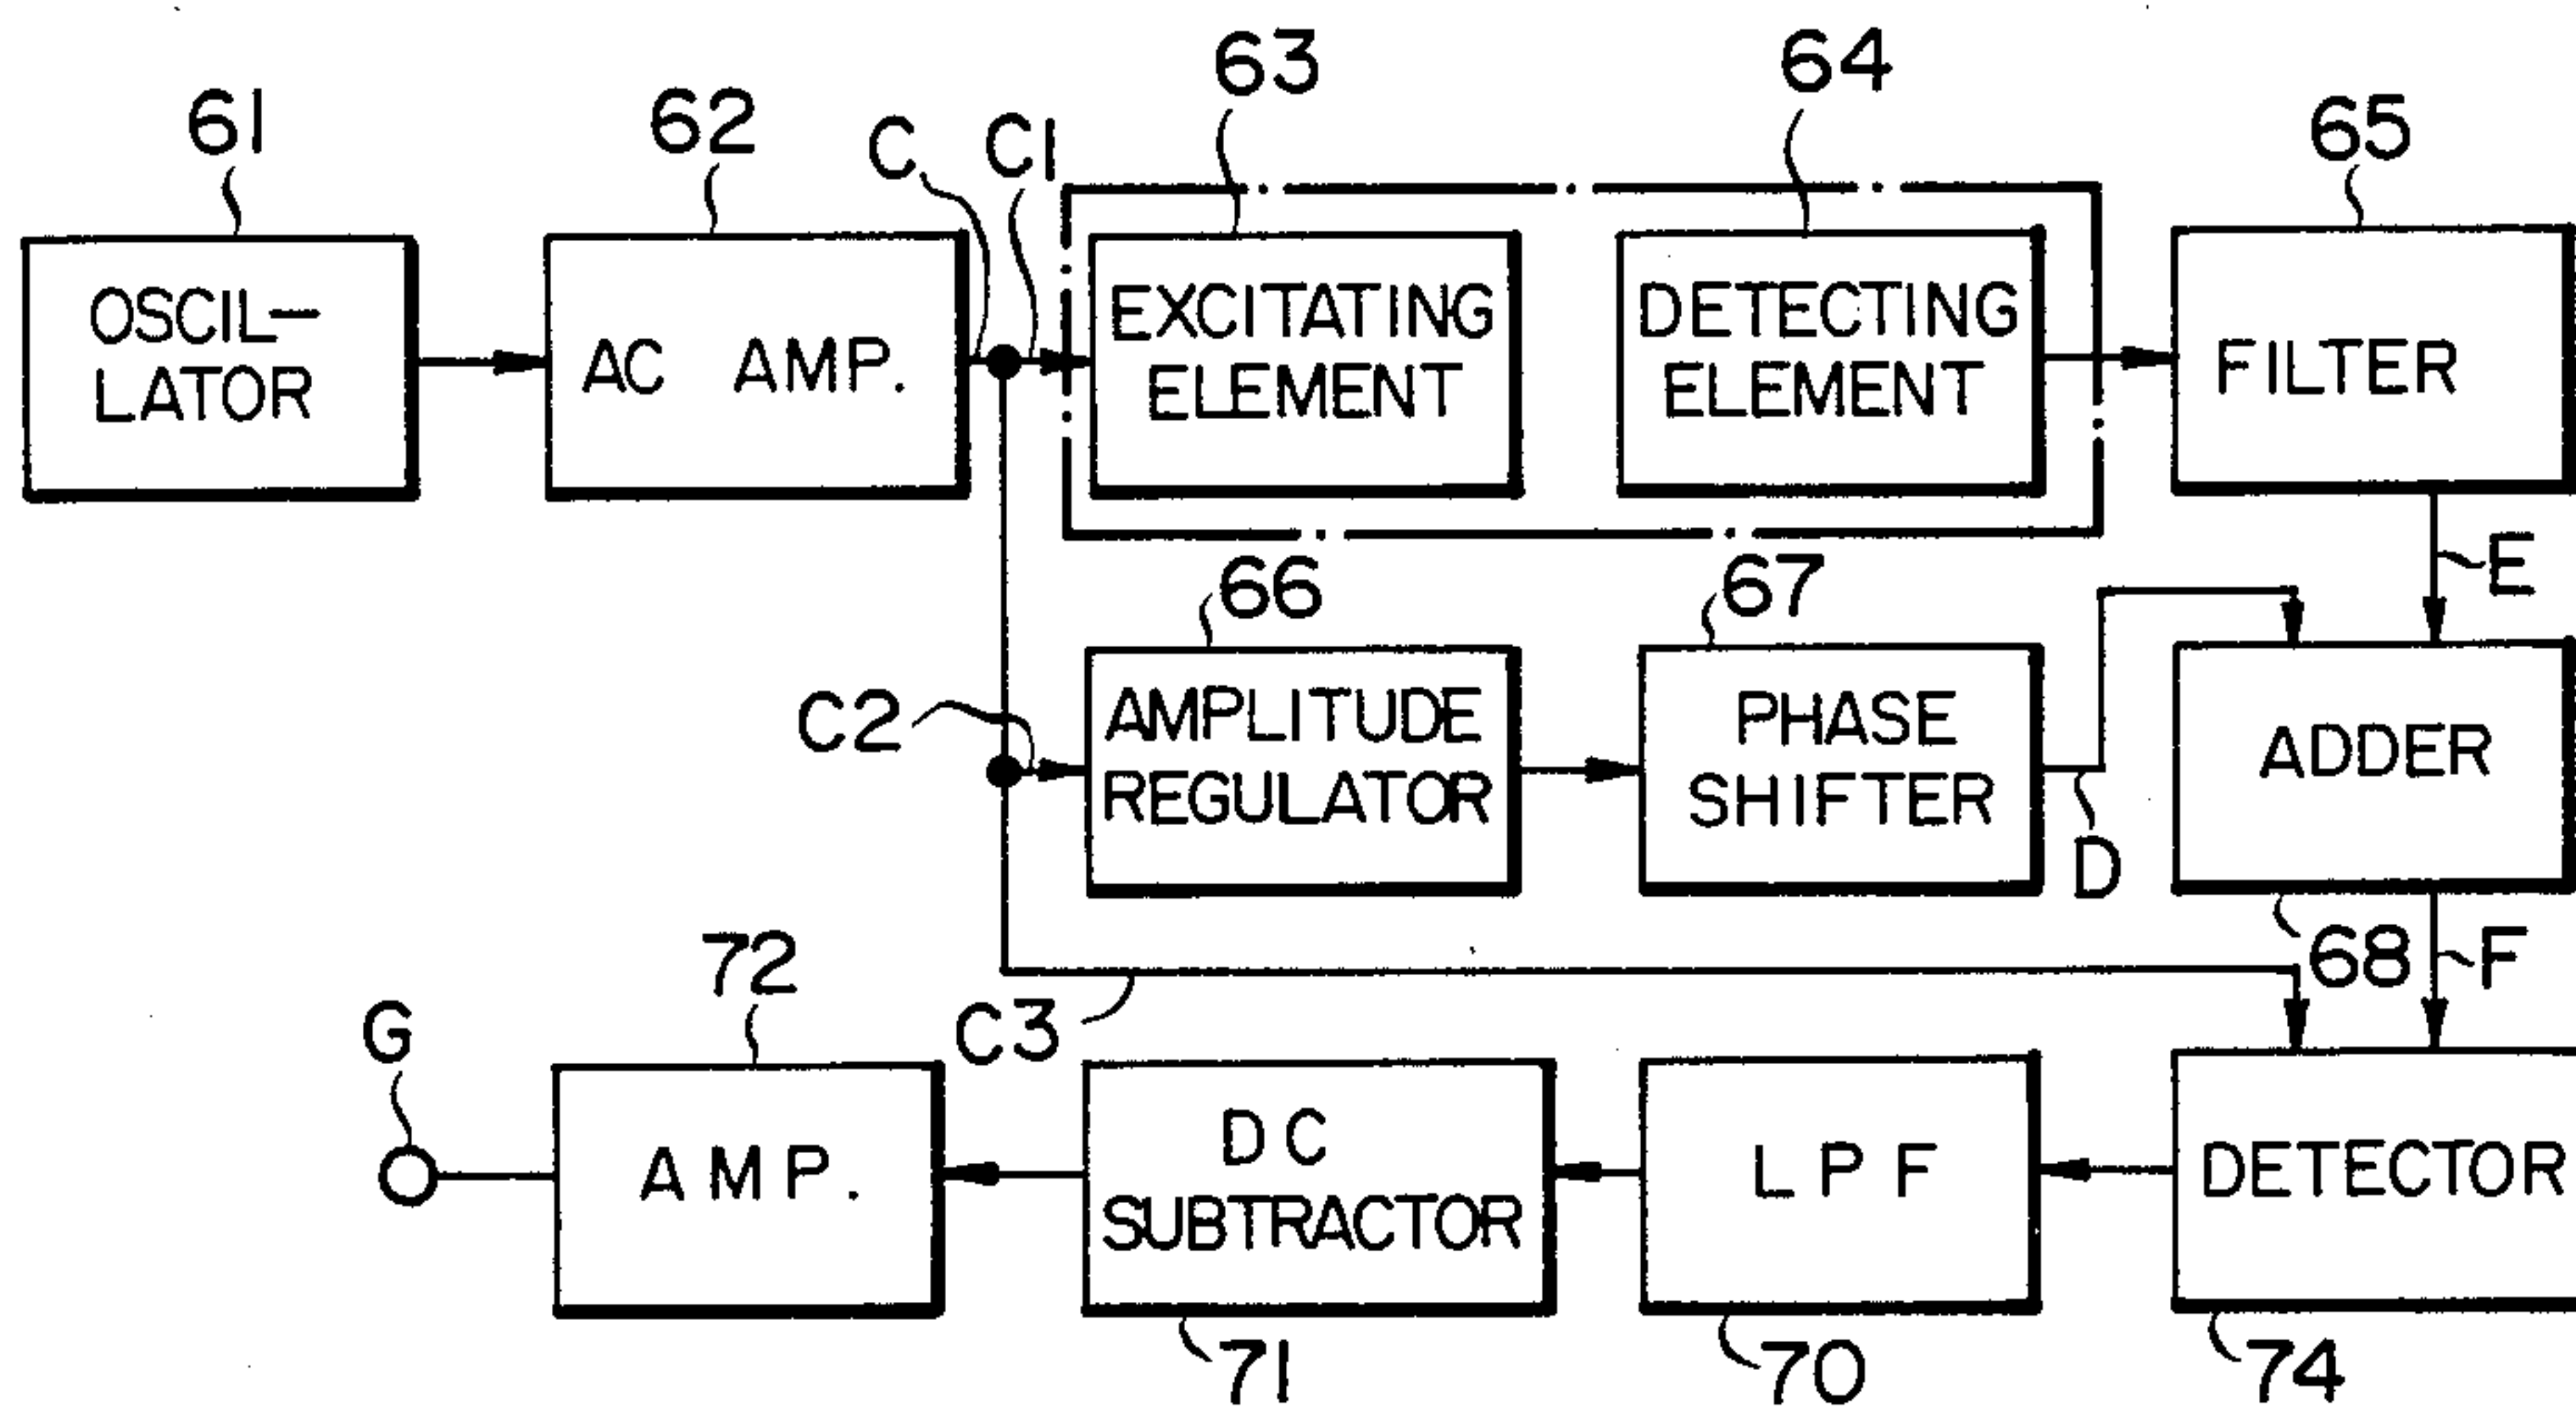 61
62
C
C1
63
64
65
OSCIL-
LATOR
AC AMP.
EXCITATING
ELEMENT
DETECTING
ELEMENT
FILTER
E
66
67
C2
AMPLITUDE
REGULATOR
PHASE
SHIFTER
D
ADDER
68
F
72
G
C3
AMP.
DC
SUBTRACTOR
LPF
DETECTOR
71
70
74